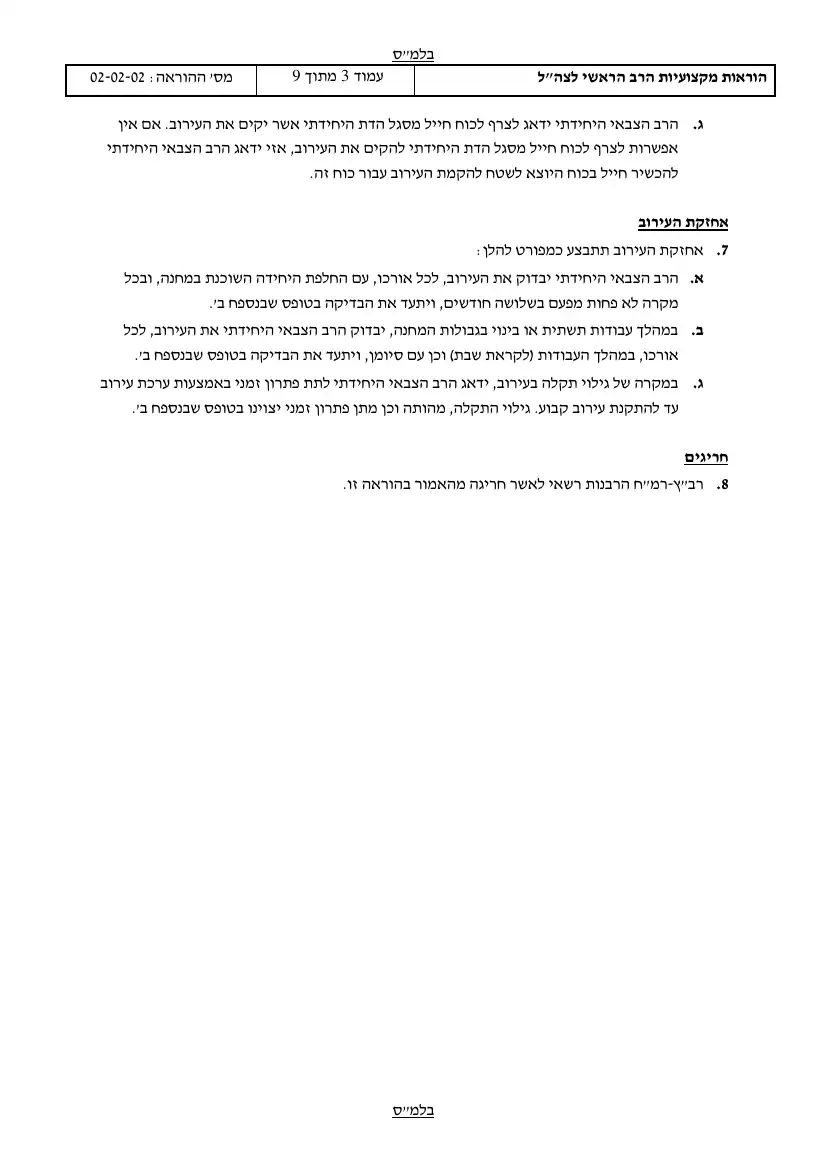 בלמ״ס
הוראות מקצועיות הרב הראשי לצה״ל עמוד 3 מתוך 9 מס׳ ההוראה: 02-02-02
ג. הרב הצבאי היחידתי ידאג לצרף לכוח חייל מסגל הדת היחידתי אשר יקים את העירוב. אם אין
אפשרות לצרף לכוח חייל מסגל הדת היחידתי להקים את העירוב, אזי ידאג הרב הצבאי היחידתי
להכשיר חייל בכוח היוצא לשטח להקמת העירוב עבור כוח זה.
אחזקת העירוב
7. אחזקת העירוב תתבצע כמפורט להלן:
א. הרב הצבאי היחידתי יבדוק את העירוב, לכל אורכו, עם החלפת היחידה השוכנת במחנה, ובכל
מקרה לא פחות מפעם בשלושה חודשים, ויתעד את הבדיקה בטופס שבנספח ב׳.
ב. במהלך עבודות תשתית או בינוי בגבולות המחנה, יבדוק הרב הצבאי היחידתי את העירוב, לכל
אורכו, במהלך העבודות (לקראת שבת) וכן עם סיומן, ויתעד את הבדיקה בטופס שבנספח ב׳.
ג. במקרה של גילוי תקלה בעירוב, ידאג הרב הצבאי היחידתי לתת פתרון זמני באמצעות ערכת עירוב
עד להתקנת עירוב קבוע. גילוי התקלה, מהותה וכן מתן פתרון זמני יצוינו בטופס שבנספח ב׳.
חריגים
8. רב״ץ-רמ״ח הרבנות רשאי לאשר חריגה מהאמור בהוראה זו.
בלמ״ס